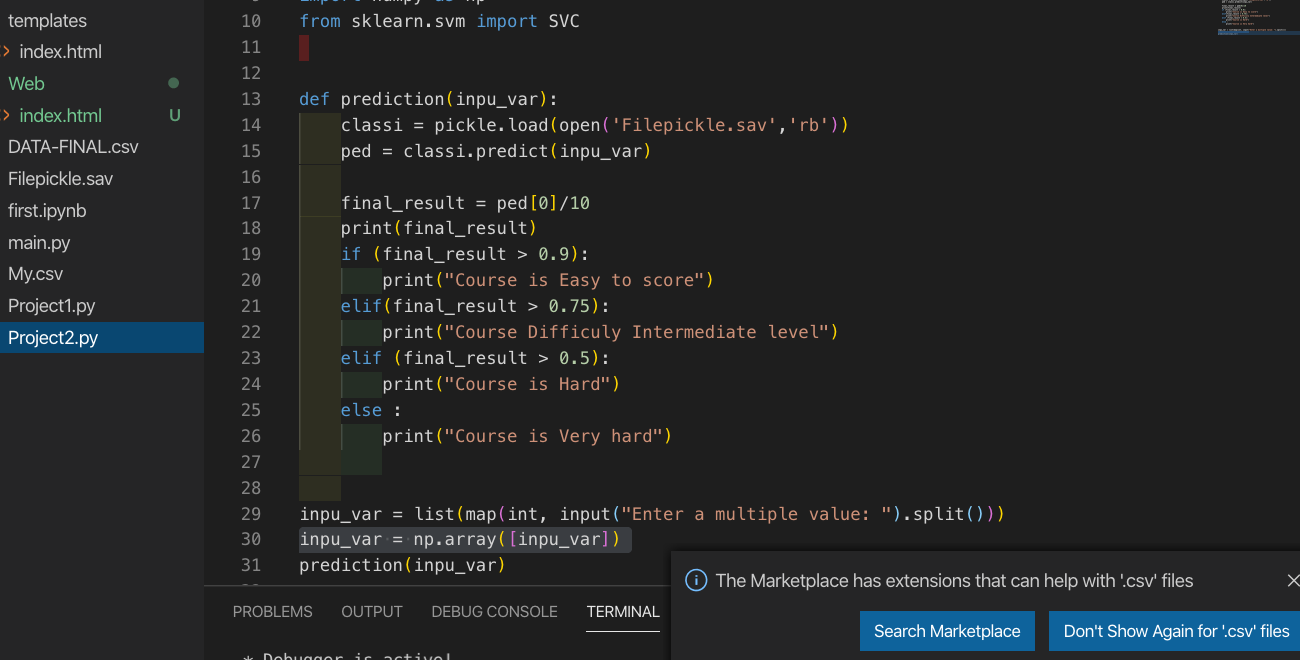 templates
index.html
Web
index.html U
DATA-FINAL.csv
Filepickle.sav
first.ipynb
main.py
My.csv
Project1.py
Project2.py
10 from sklearn.svm import SVC
11
12
13 def prediction(inpu_var):
14 classi = pickle.load(open('Filepickle.sav','rb'))
15 ped = classi.predict(inpu_var)
16
17 final_result = ped[0]/10
18 print(final_result)
19 if (final_result > 0.9):
20 print("Course is Easy to score")
21 elif(final_result > 0.75):
22 print("Course Difficuly Intermediate level")
23 elif (final_result > 0.5):
24 print("Course is Hard")
25 else :
26 print("Course is Very hard")
27
28
29 inpu_var = list(map(int, input("Enter a multiple value: ").split()))
30 inpu_var = np.array([inpu_var])
31 prediction(inpu_var)
PROBLEMS OUTPUT DEBUG CONSOLE TERMINAL
* Debugger is active!
The Marketplace has extensions that can help with '.csv' files
Search Marketplace Don't Show Again for '.csv' files